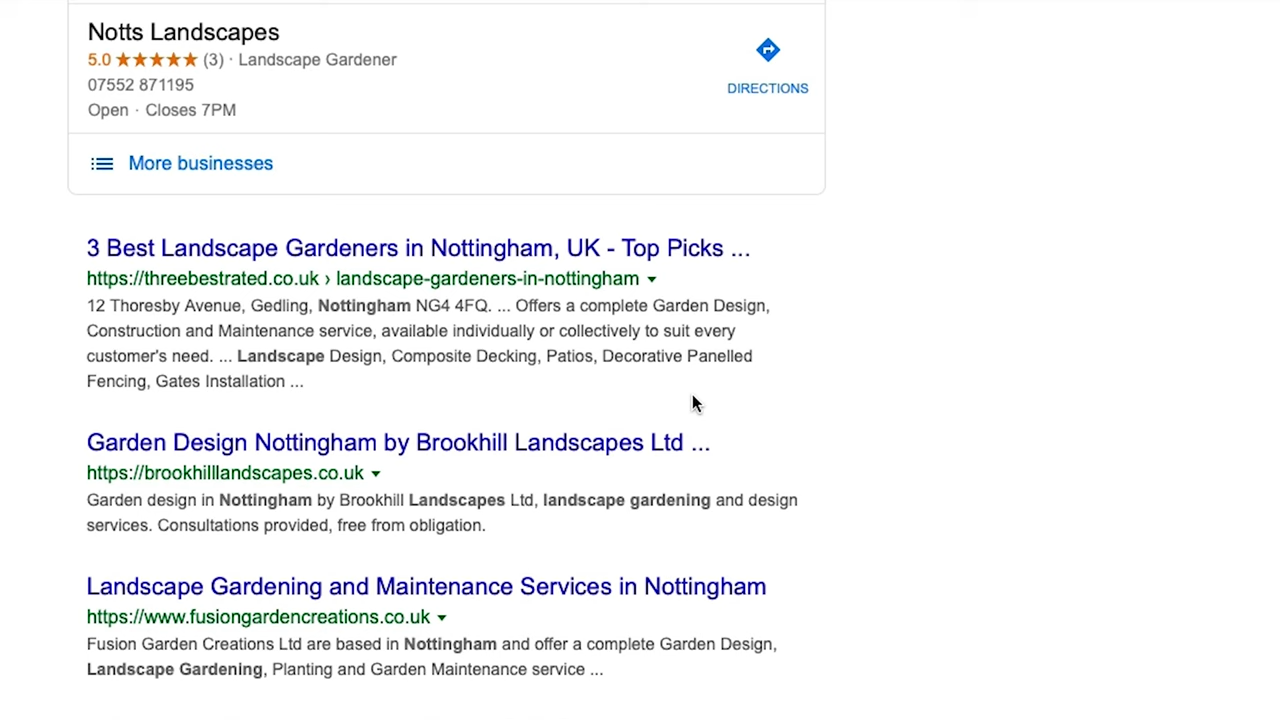 Notts Landscapes
5.0 ★★★★★ (3) · Landscape Gardener
07552 871195
Open · Closes 7PM
DIRECTIONS
More businesses
3 Best Landscape Gardeners in Nottingham, UK - Top Picks ...
https://threebestrated.co.uk › landscape-gardeners-in-nottingham
12 Thoresby Avenue, Gedling, Nottingham NG4 4FQ. ... Offers a complete Garden Design,
Construction and Maintenance service, available individually or collectively to suit every
customer's need. ... Landscape Design, Composite Decking, Patios, Decorative Panelled
Fencing, Gates Installation ...
Garden Design Nottingham by Brookhill Landscapes Ltd ...
https://brookhilllandscapes.co.uk
Garden design in Nottingham by Brookhill Landscapes Ltd, landscape gardening and design
services. Consultations provided, free from obligation.
Landscape Gardening and Maintenance Services in Nottingham
https://www.fusiongardencreations.co.uk
Fusion Garden Creations Ltd are based in Nottingham and offer a complete Garden Design,
Landscape Gardening, Planting and Garden Maintenance service ...